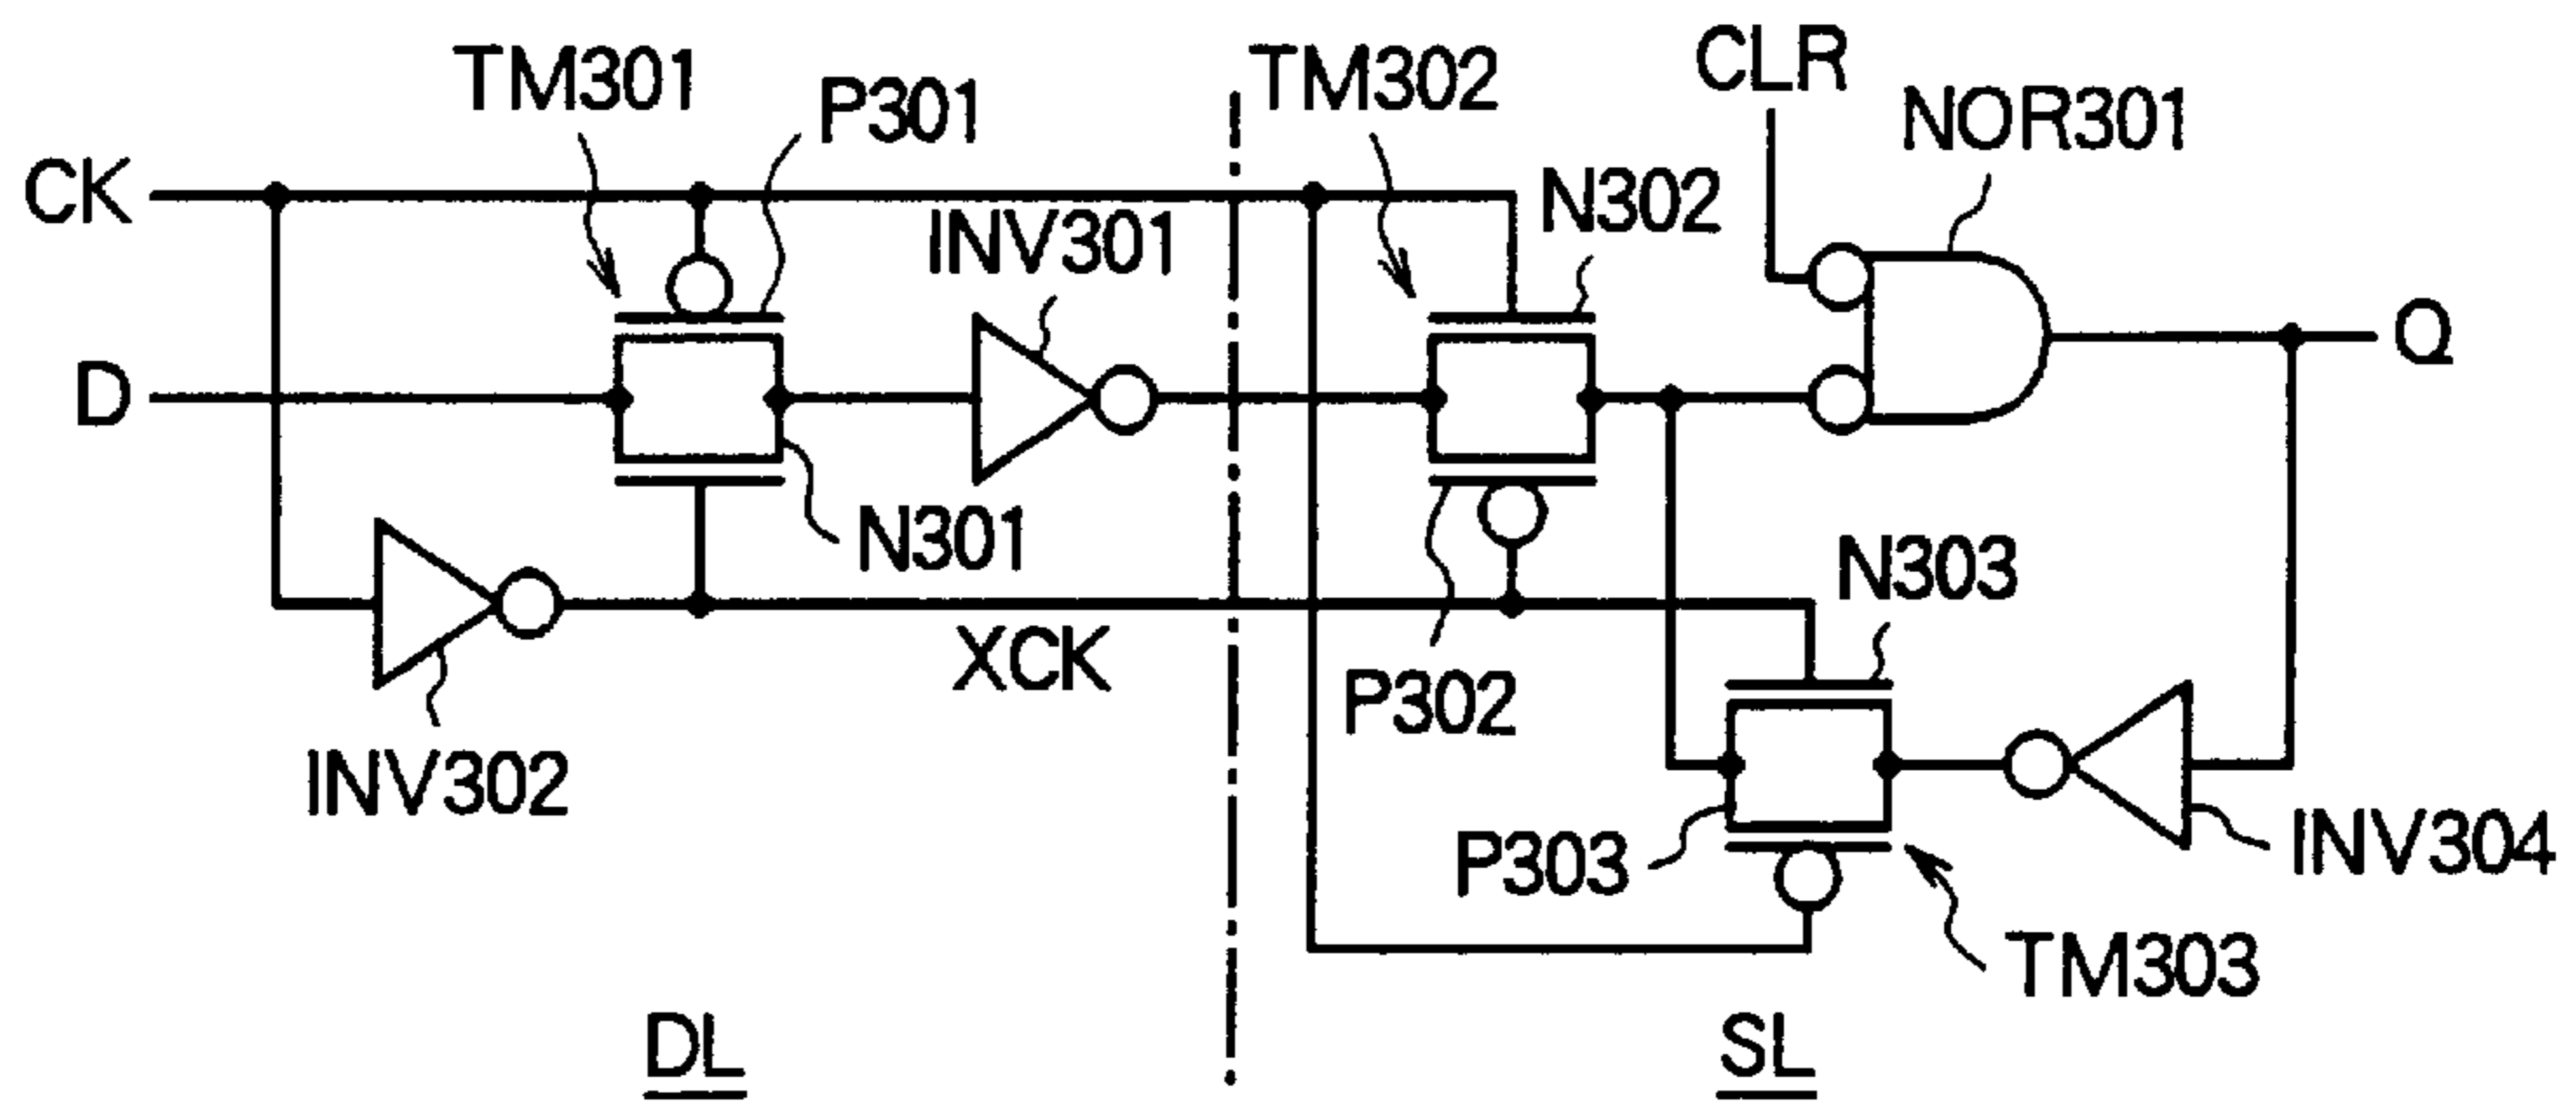 TM301
P301
TM302
CLR
NOR301
CK
INV301
N302
Q
D
N301
N303
XCK
P302
INV302
P303
INV304
TM303
DL
SL